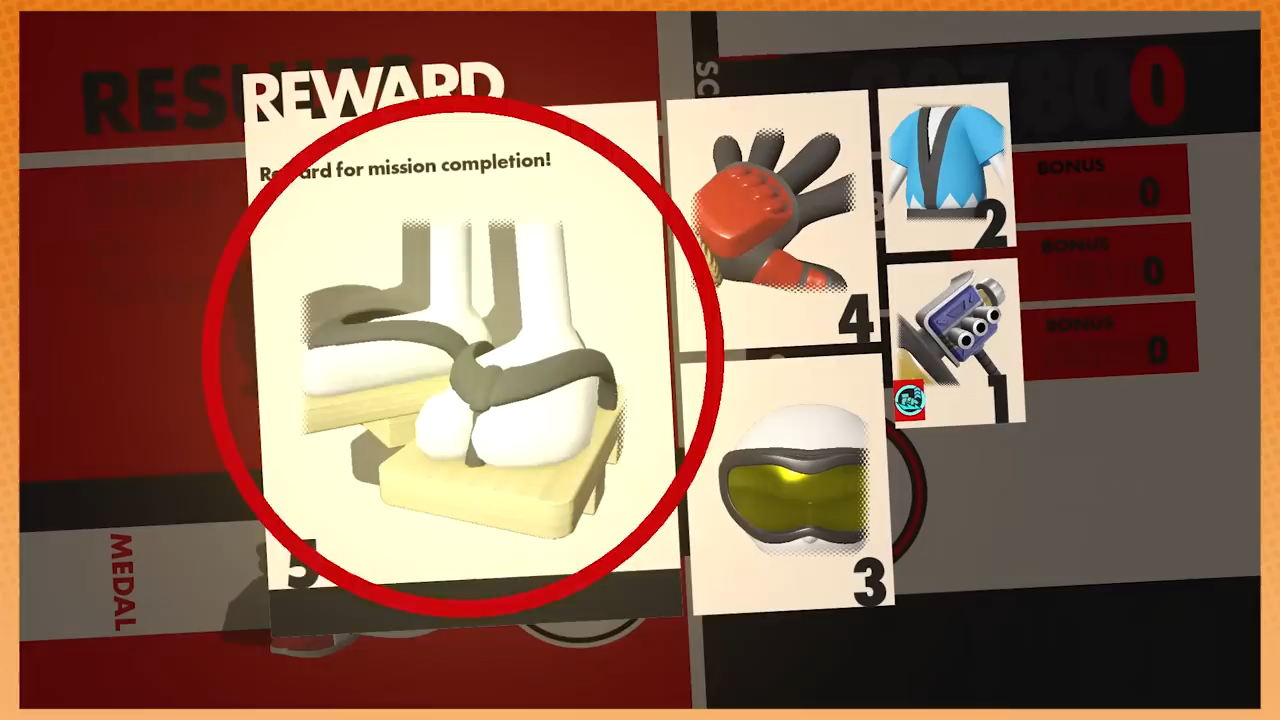 RESULTS
REWARD
Reward for mission completion!
5
4
3
2
1
SC
0
BONUS
0
BONUS
0
BONUS
0
MEDAL